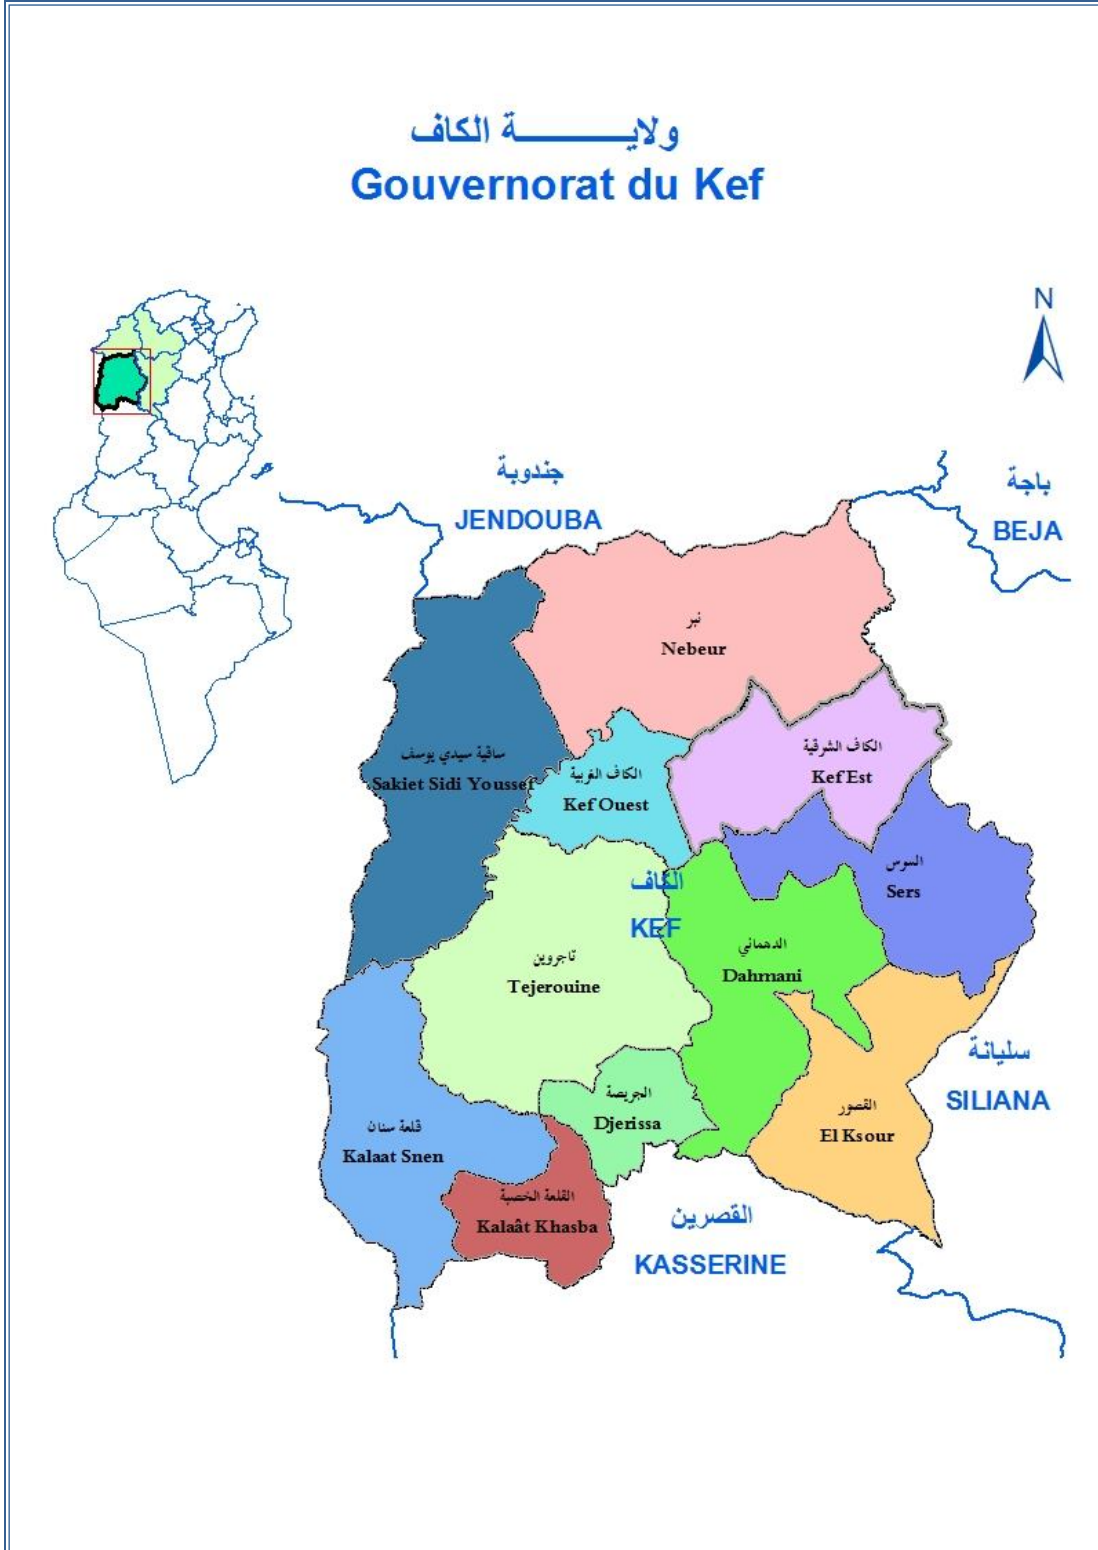 ولايـــــــــــة الكاف
Gouvernorat du Kef
N
جندوبة
JENDOUBA
باجة
BEJA
نبر
Nebeur
ساقية سيدي يوسف
Sakiet Sidi Youssef
الكاف الغربية
Kef Ouest
الكاف الشرقية
Kef Est
السرس
Sers
الكاف
KEF
تاجروين
Tejerouine
الدهماني
Dahmani
سليانة
SILIANA
الجريصة
Djerissa
القصور
El Ksour
قلعة سنان
Kalaat Snen
القلعة الخصبة
Kalaât Khasba
القصرين
KASSERINE